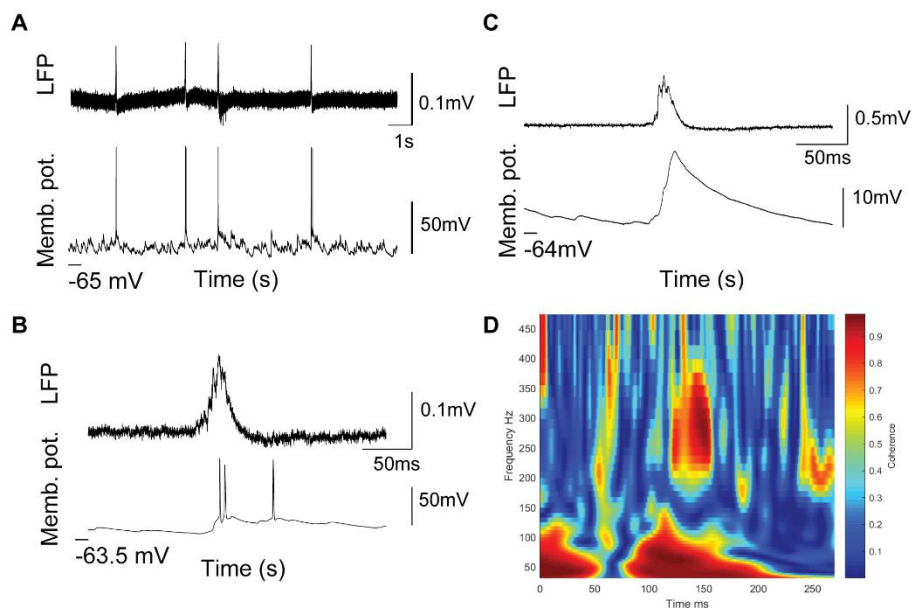 A
LFP
0.1mV
1s
Memb. pot.
50mV
-65 mV
Time (s)
B
LFP
0.1mV
50ms
Memb. pot.
50mV
-63.5 mV
Time (s)
C
LFP
0.5mV
50ms
Memb. pot.
10mV
-64mV
Time (s)
D
Frequency Hz
450
400
350
300
250
200
150
100
50
0 50 100 150 200 250
Time ms
0.9
0.8
0.7
0.6
0.5
0.4
0.3
0.2
0.1
Coherence